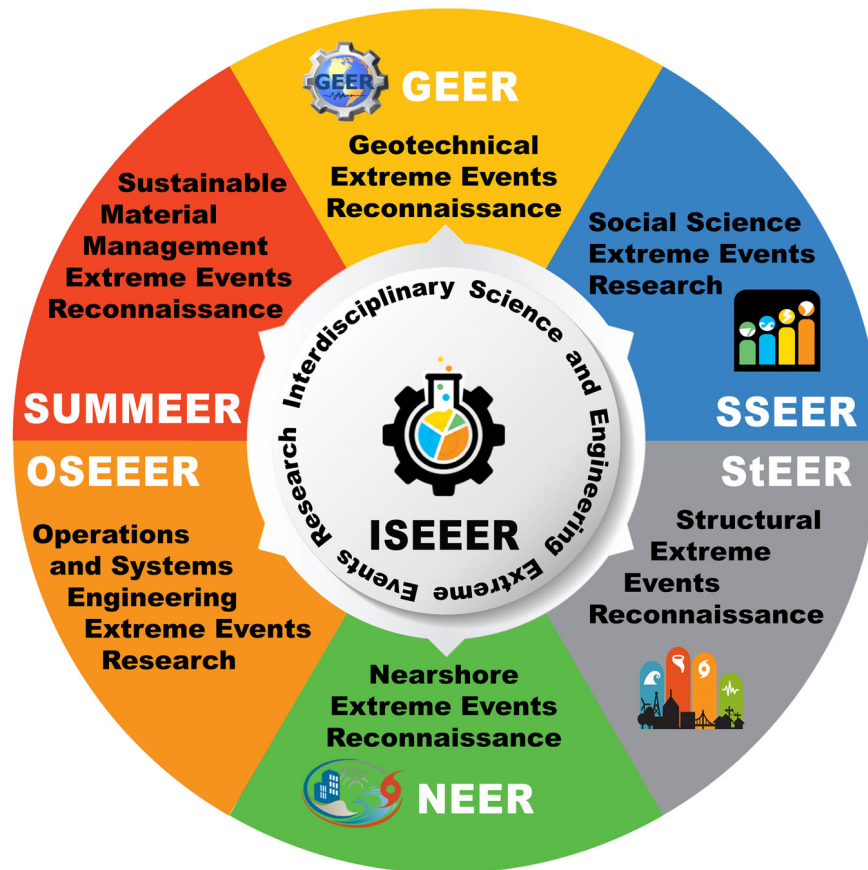 GEER
GEER
Geotechnical
Extreme Events
Reconnaissance
Social Science
Extreme Events
Research
SSEER
StEER
Structural
Extreme
Events
Reconnaissance
Nearshore
Extreme Events
Reconnaissance
NEER
OSEEER
Operations
and Systems
Engineering
Extreme Events
Research
Sustainable
Material
Management
Extreme Events
Reconnaissance
SUMMEER
Interdisciplinary Science and Engineering Extreme Events Research
ISEEER